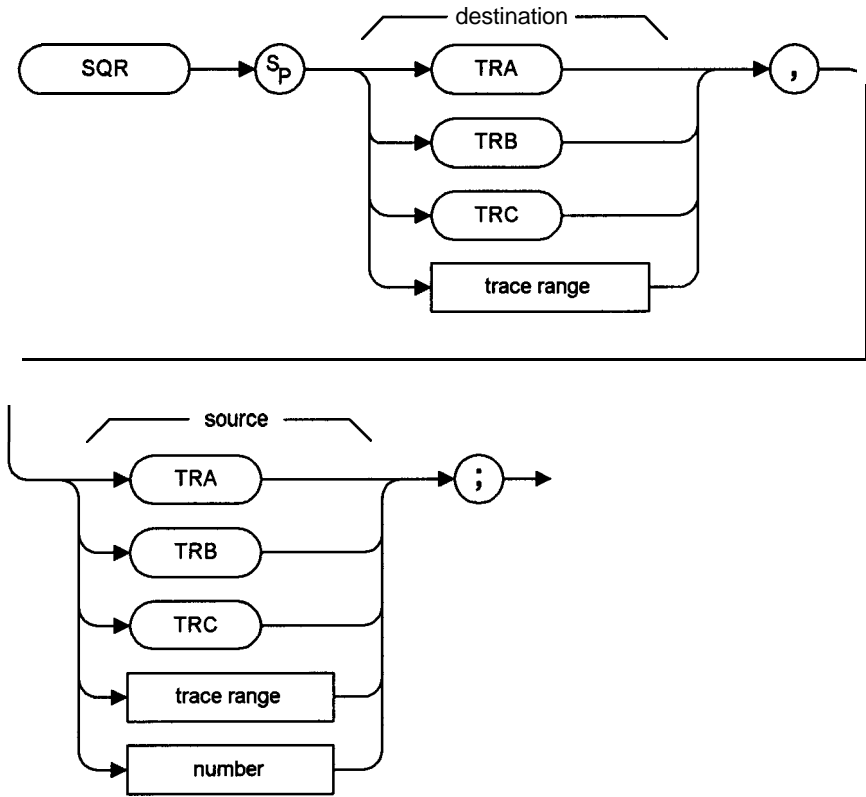 destination
SQR SP TRA ,
TRB
TRC
trace range
source
TRA ;
TRB
TRC
trace range
number